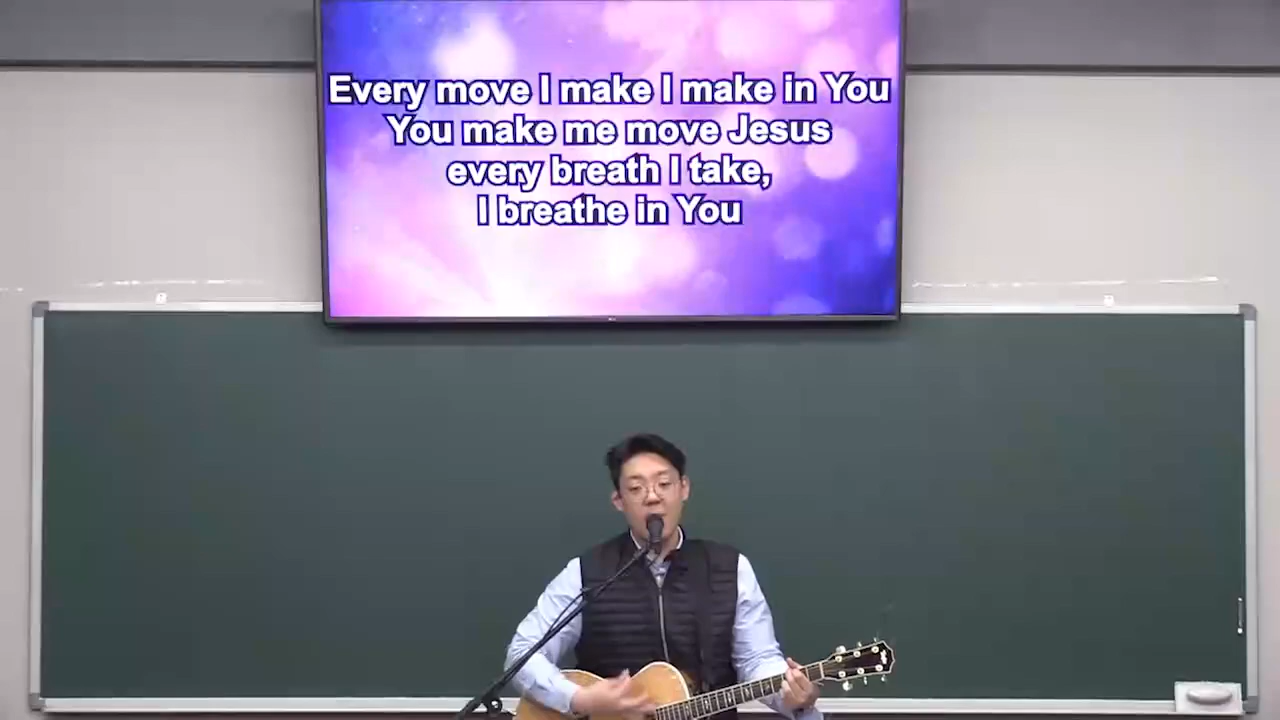 Every move I make I make in You
You make me move Jesus
every breath I take,
I breathe in You